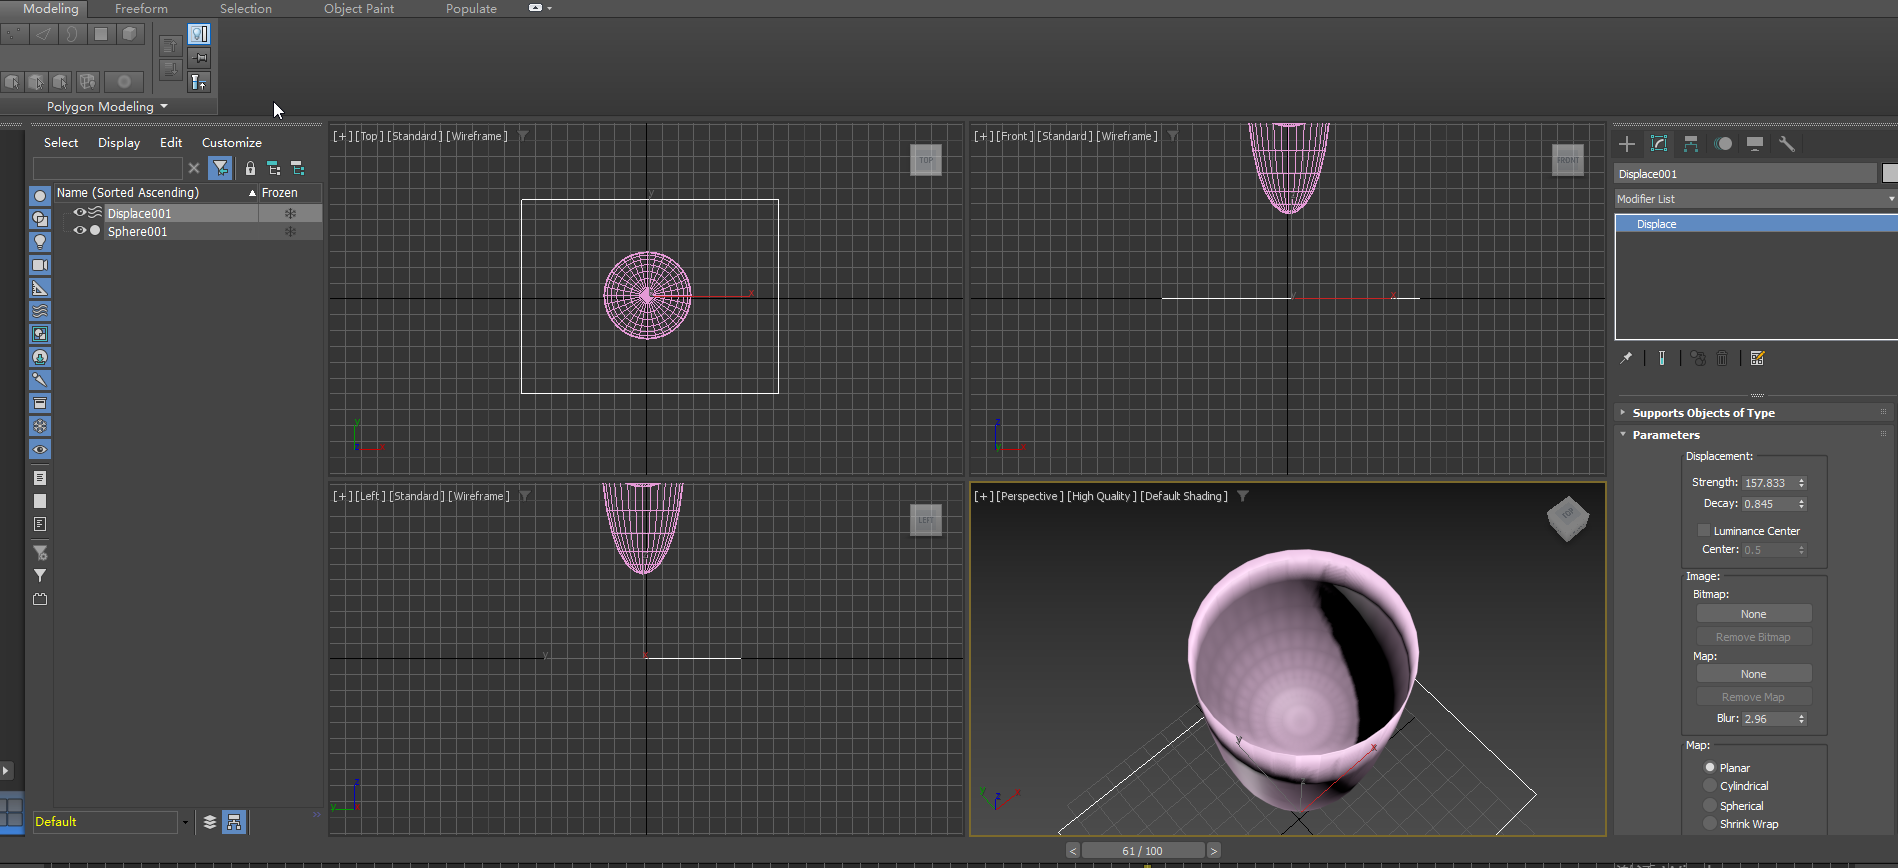 Modeling Freeform Selection Object Paint Populate
Polygon Modeling
Select Display Edit Customize
Name (Sorted Ascending) Frozen
Displace001
Sphere001
Default
[+] [Top] [Standard] [Wireframe]
TOP
y
x
y
z
x
[+] [Front] [Standard] [Wireframe]
FRONT
y
x
z
y
x
[+] [Left] [Standard] [Wireframe]
LEFT
y
x
z
y
[+] [Perspective] [High Quality] [Default Shading]
TOP
y
x
y
z
x
< 61 / 100 >
Displace001
Modifier List
Displace
Supports Objects of Type
Parameters
Displacement:
Strength: 157.833
Decay: 0.845
Luminance Center
Center: 0.5
Image:
Bitmap:
None
Remove Bitmap
Map:
None
Remove Map
Blur: 2.96
Map:
Planar
Cylindrical
Spherical
Shrink Wrap